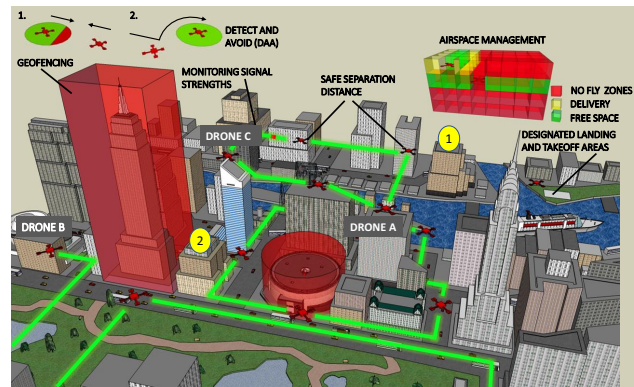 1.
2.
DETECT AND
AVOID (DAA)
GEOFENCING
MONITORING SIGNAL
STRENGTHS
SAFE SEPARATION
DISTANCE
AIRSPACE MANAGEMENT
NO FLY ZONES
DELIVERY
FREE SPACE
DESIGNATED LANDING
AND TAKEOFF AREAS
DRONE C
1
DRONE B
2
DRONE A